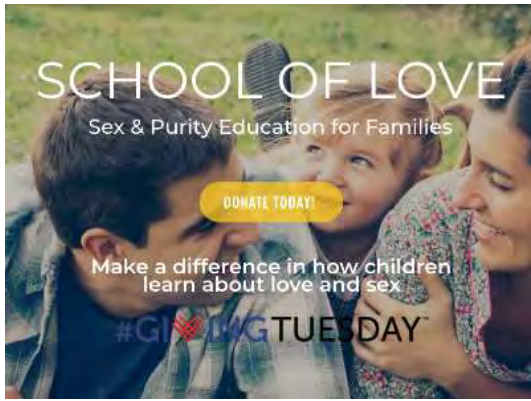 SCHOOL OF LOVE
Sex & Purity Education for Families
DONATE TODAY!
Make a difference in how children
learn about love and sex
#GIVINGTUESDAY™